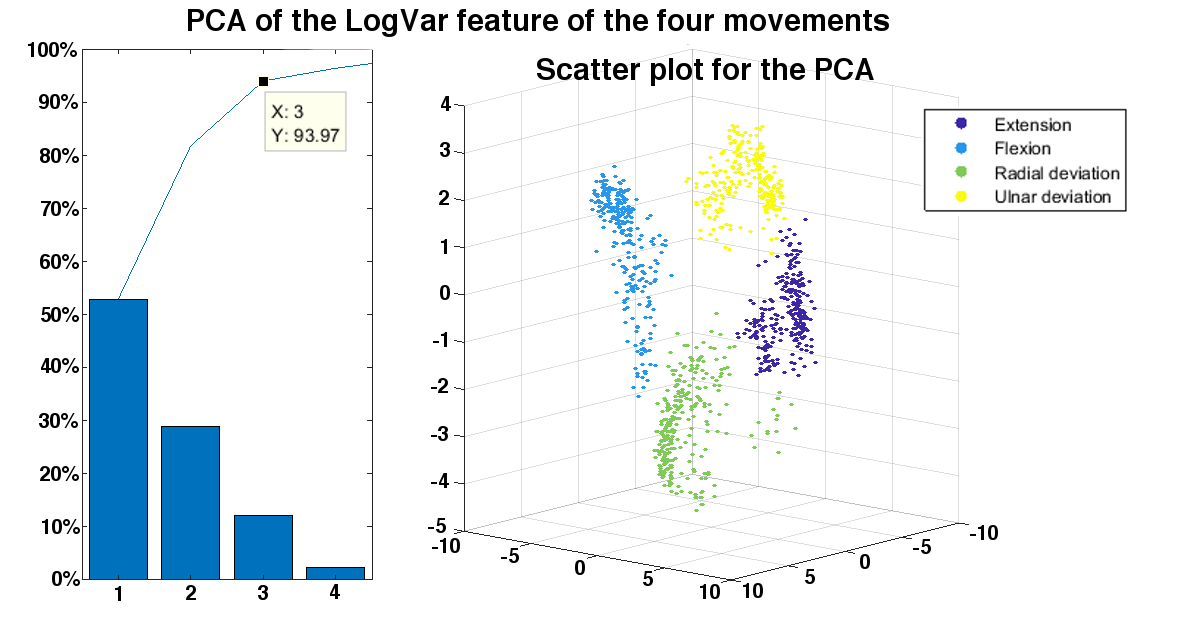 PCA of the LogVar feature of the four movements
100%
90%
80%
70%
60%
50%
40%
30%
20%
10%
0%
1 2 3 4
X: 3
Y: 93.97
Scatter plot for the PCA
4
3
2
1
0
-1
-2
-3
-4
-5
-10 -5 0 5 10
10 5 0 -5 -10
Extension
Flexion
Radial deviation
Ulnar deviation